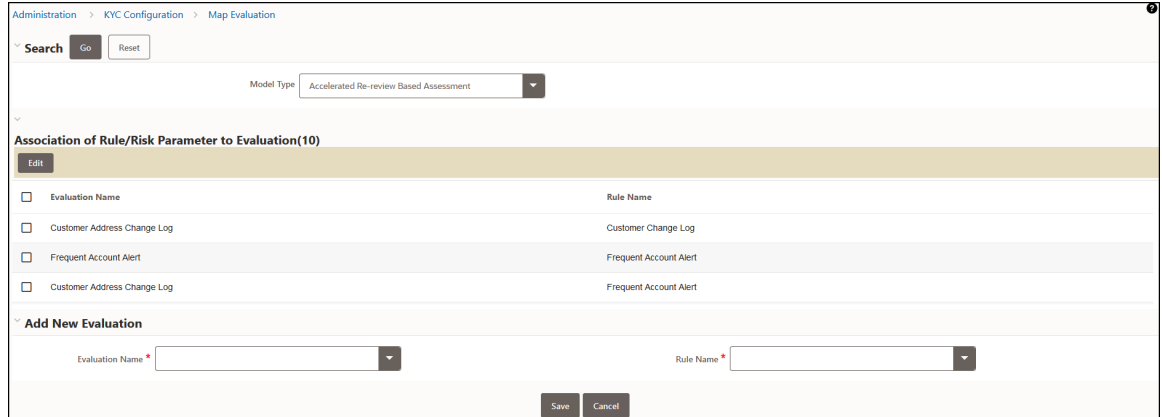 Administration > KYC Configuration > Map Evaluation ?
Search Go Reset
Model Type Accelerated Re-review Based Assessment
Association of Rule/Risk Parameter to Evaluation(10)
Edit
Evaluation Name Rule Name
Customer Address Change Log Customer Change Log
Frequent Account Alert Frequent Account Alert
Customer Address Change Log Frequent Account Alert
Add New Evaluation
Evaluation Name * Rule Name *
Save Cancel